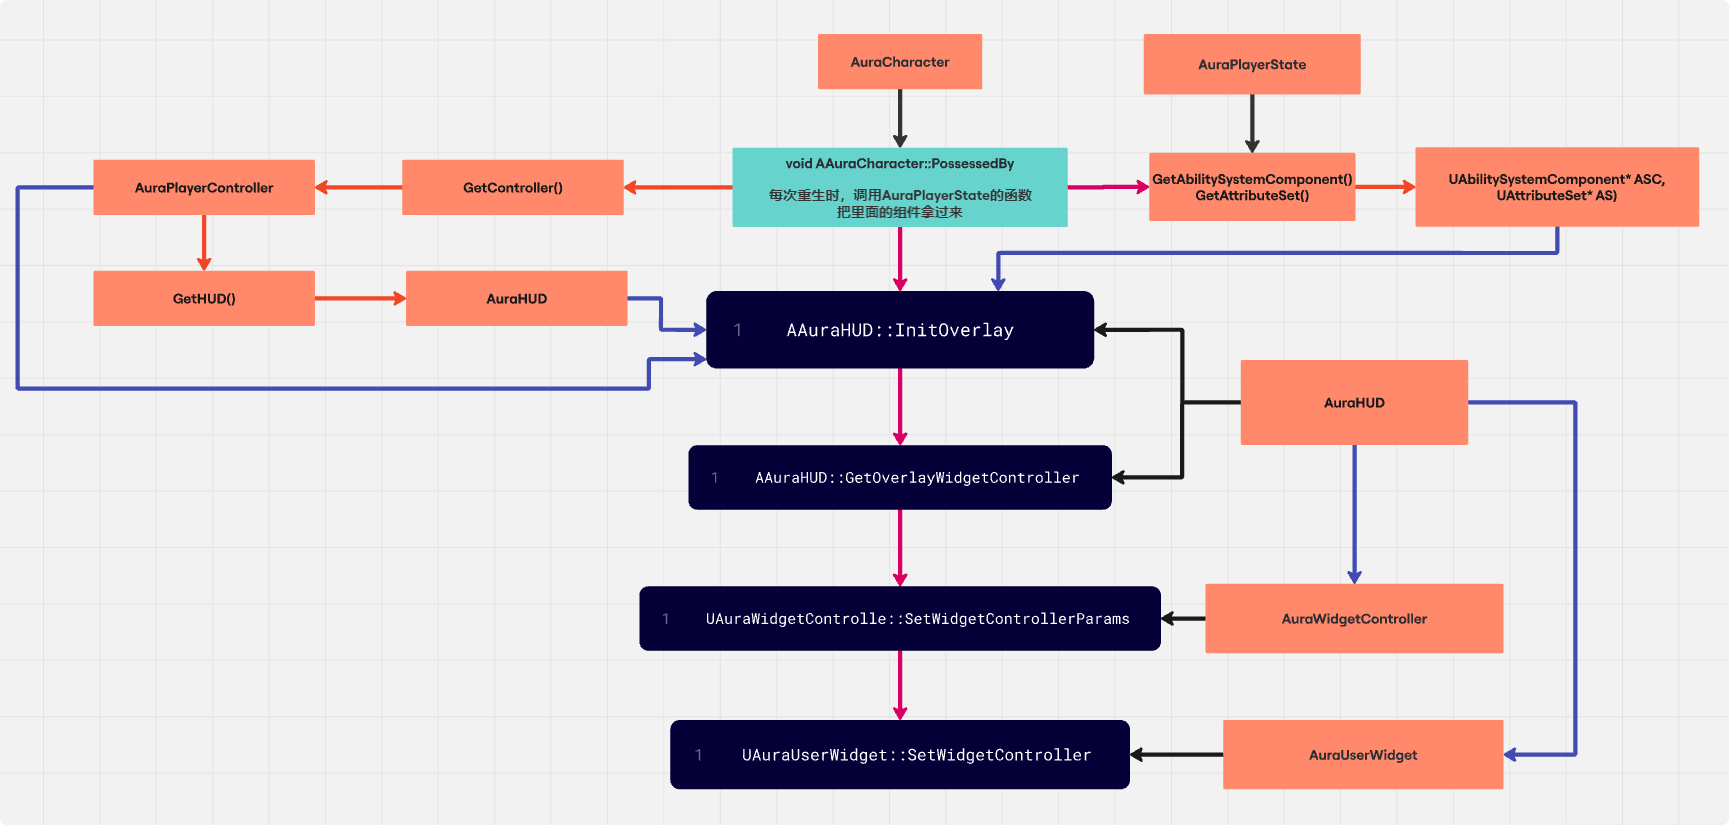 AuraCharacter
AuraPlayerState
void AAuraCharacter::PossessedBy
每次重生时，调用AuraPlayerState的函数
把里面的组件拿过来
AuraPlayerController
GetController()
GetAbilitySystemComponent()
GetAttributeSet()
UAbilitySystemComponent* ASC,
UAttributeSet* AS)
GetHUD()
AuraHUD
1 AAuraHUD::InitOverlay
AuraHUD
1 AAuraHUD::GetOverlayWidgetController
1 UAuraWidgetControlle::SetWidgetControllerParams
AuraWidgetController
1 UAuraUserWidget::SetWidgetController
AuraUserWidget